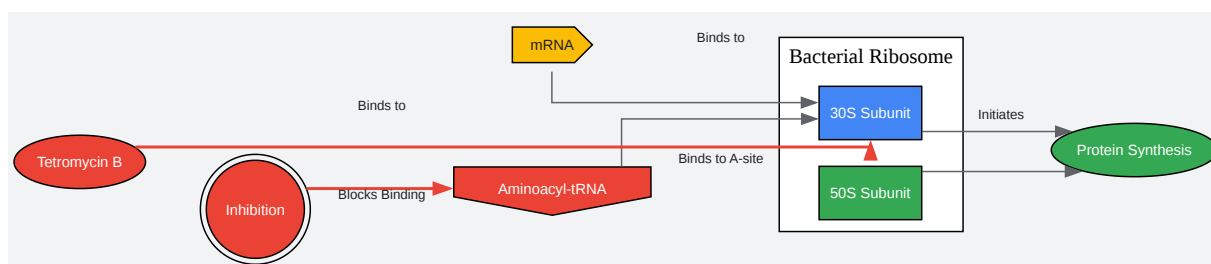 mRNA
Binds to
Bacterial Ribosome
Binds to
30S Subunit
Initiates
Tetromycin B
Binds to A-site
Protein Synthesis
Inhibition
Blocks Binding
Aminoacyl-tRNA
50S Subunit